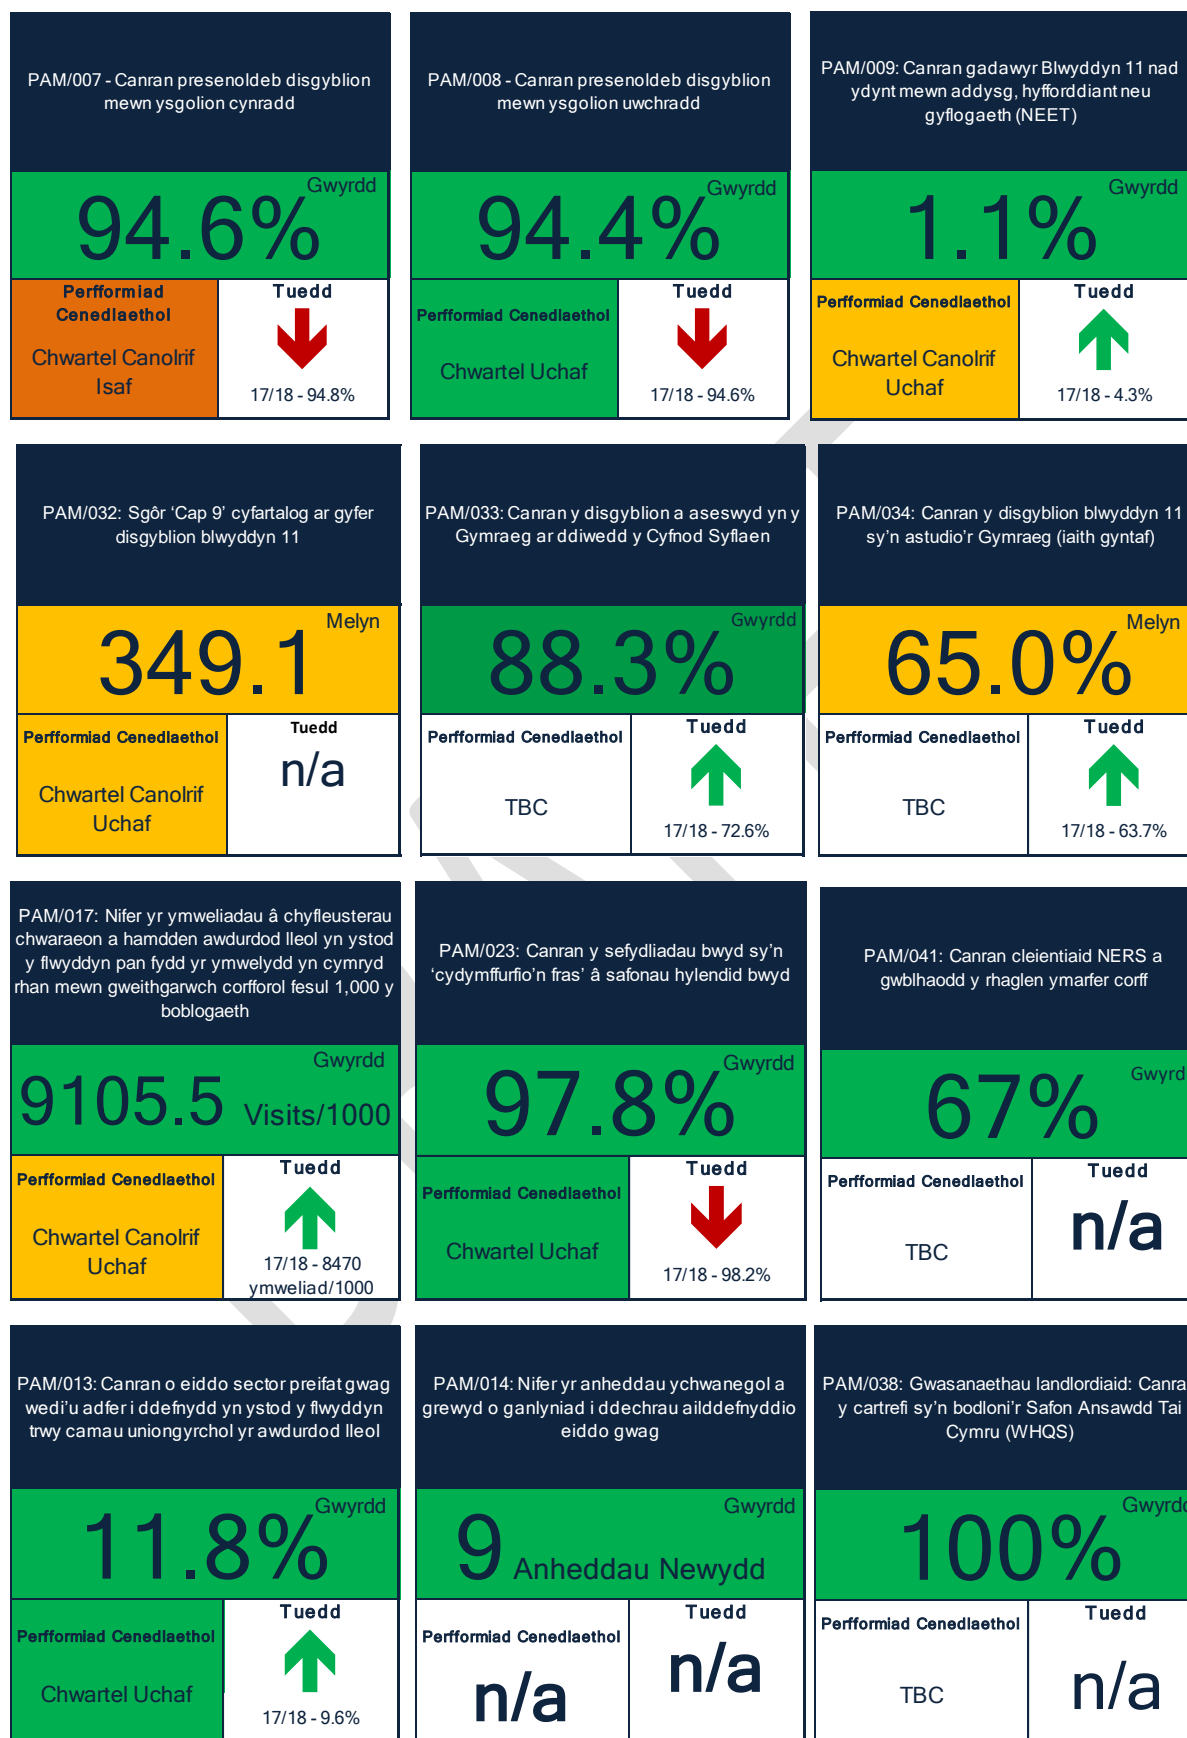 PAM/007 - Canran presenoldeb disgyblion
mewn ysgolion cynradd
Gwyrdd
94.6%
Perfformiad
Cenedlaethol
Chwartel Canolrif
Isaf
Tuedd
17/18 - 94.8%
PAM/008 - Canran presenoldeb disgyblion
mewn ysgolion uwchradd
Gwyrdd
94.4%
Perfformiad Cenedlaethol
Chwartel Uchaf
Tuedd
17/18 - 94.6%
PAM/009: Canran gadawyr Blwyddyn 11 nad
ydynt mewn addysg, hyfforddiant neu
gyflogaeth (NEET)
Gwyrdd
1.1%
Perfformiad Cenedlaethol
Chwartel Canolrif
Uchaf
Tuedd
17/18 - 4.3%
PAM/032: Sgôr ‘Cap 9’ cyfartalog ar gyfer
disgyblion blwyddyn 11
Melyn
349.1
Perfformiad Cenedlaethol
Chwartel Canolrif
Uchaf
Tuedd
n/a
PAM/033: Canran y disgyblion a aseswyd yn y
Gymraeg ar ddiwedd y Cyfnod Syflaen
Gwyrdd
88.3%
Perfformiad Cenedlaethol
TBC
Tuedd
17/18 - 72.6%
PAM/034: Canran y disgyblion blwyddyn 11
sy’n astudio’r Gymraeg (iaith gyntaf)
Melyn
65.0%
Perfformiad Cenedlaethol
TBC
Tuedd
17/18 - 63.7%
PAM/017: Nifer yr ymweliadau â chyfleusterau
chwaraeon a hamdden awdurdod lleol yn ystod
y flwyddyn pan fydd yr ymwelydd yn cymryd
rhan mewn gweithgarwch corfforol fesul 1,000 y
boblogaeth
Gwyrdd
9105.5 Visits/1000
Perfformiad Cenedlaethol
Chwartel Canolrif
Uchaf
Tuedd
17/18 - 8470
ymweliad/1000
PAM/023: Canran y sefydliadau bwyd sy’n
‘cydymffurfio’n fras’ â safonau hylendid bwyd
Gwyrdd
97.8%
Perfformiad Cenedlaethol
Chwartel Uchaf
Tuedd
17/18 - 98.2%
PAM/041: Canran cleientiaid NERS a
gwblhaodd y rhaglen ymarfer corff
Gwyrd
67%
Perfformiad Cenedlaethol
TBC
Tuedd
n/a
PAM/013: Canran o eiddo sector preifat gwag
wedi’u adfer i ddefnydd yn ystod y flwyddyn
trwy camau uniongyrchol yr awdurdod lleol
Gwyrdd
11.8%
Perfformiad Cenedlaethol
Chwartel Uchaf
Tuedd
17/18 - 9.6%
PAM/014: Nifer yr anheddau ychwanegol a
grewyd o ganlyniad i ddechrau ailddefnyddio
eiddo gwag
Gwyrdd
9 Anheddau Newydd
Perfformiad Cenedlaethol
n/a
Tuedd
n/a
PAM/038: Gwasanaethau landlordiaid: Canra
y cartrefi sy’n bodloni’r Safon Ansawdd Tai
Cymru (WHQS)
Gwyrdd
100%
Perfformiad Cenedlaethol
TBC
Tuedd
n/a